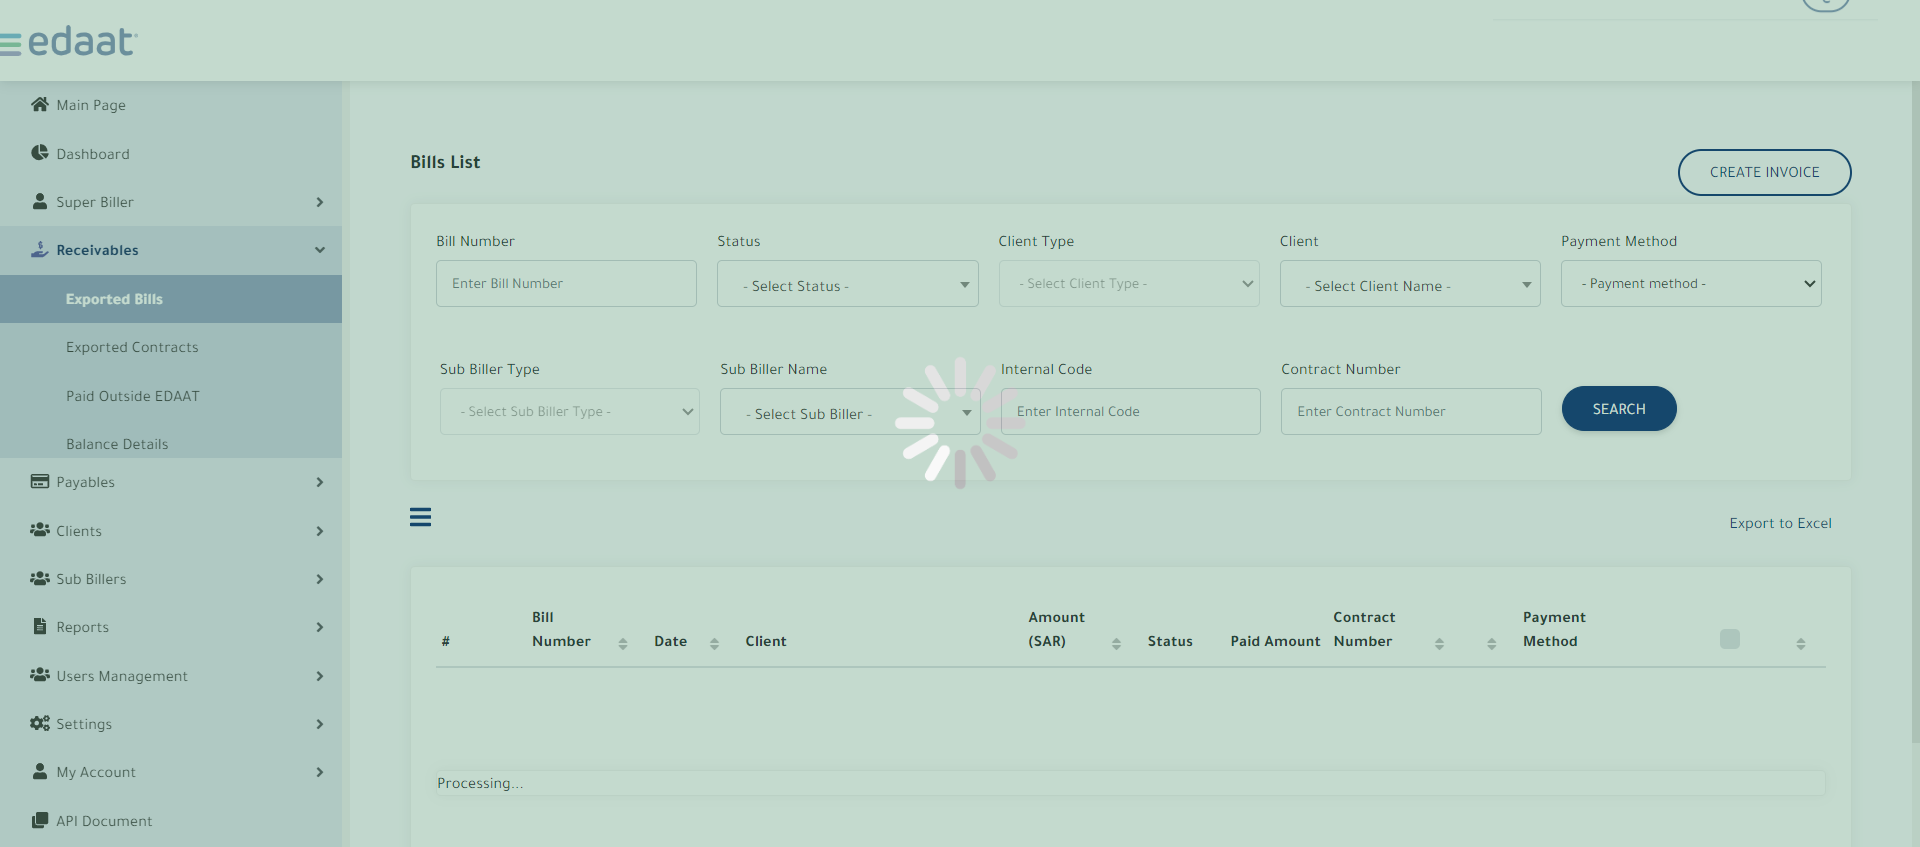 edaat
Main Page
Dashboard
Super Biller
Receivables
Exported Bills
Exported Contracts
Paid Outside EDAAT
Balance Details
Payables
Clients
Sub Billers
Reports
Users Management
Settings
My Account
API Document
Bills List
CREATE INVOICE
Bill Number Status Client Type Client Payment Method
Enter Bill Number - Select Status - - Select Client Type - - Select Client Name - - Payment method -
Sub Biller Type Sub Biller Name Internal Code Contract Number
- Select Sub Biller Type - - Select Sub Biller - Enter Internal Code Enter Contract Number SEARCH
Export to Excel
Bill Amount Contract Payment
# Number Date Client (SAR) Status Paid Amount Number Method
Processing...